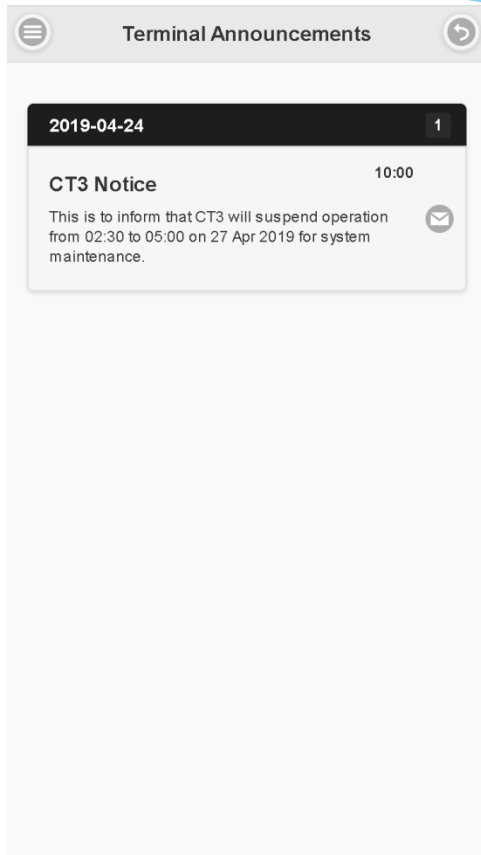 Terminal Announcements
2019-04-24 1
10:00
CT3 Notice
This is to inform that CT3 will suspend operation
from 02:30 to 05:00 on 27 Apr 2019 for system
maintenance.